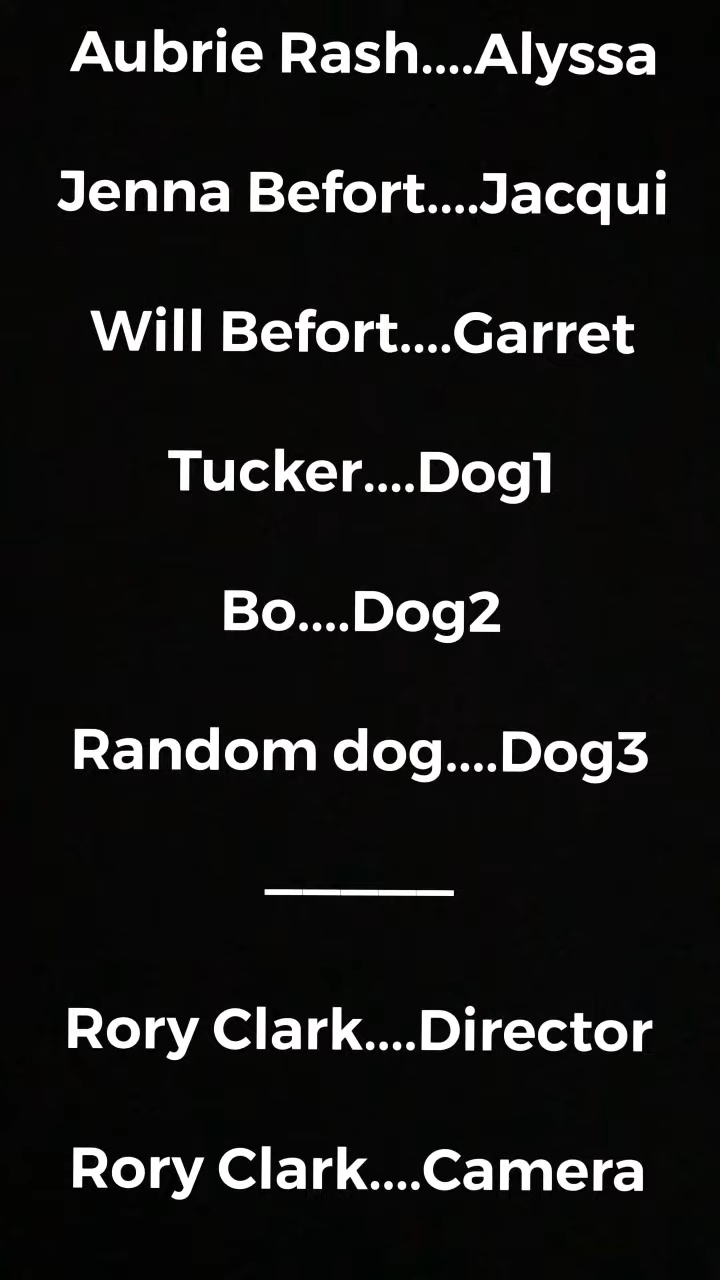 Aubrie Rash....Alyssa
Jenna Befort....Jacqui
Will Befort....Garret
Tucker....Dog1
Bo....Dog2
Random dog....Dog3
_____
Rory Clark....Director
Rory Clark....Camera